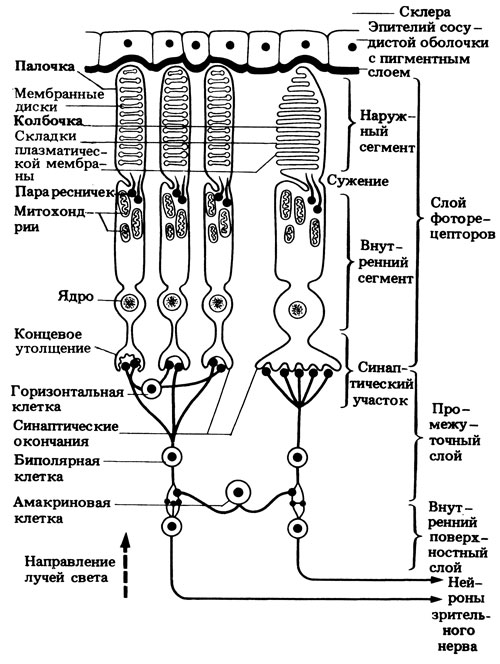 Склера
Эпителий сосу-
дистой оболочки
с пигментным
слоем
Палочка
Мембранные
диски
Колбочка
Складки
плазматиче-
ской мембра-
ны
Пара ресничек
Митохонд-
рии
Ядро
Концевое
утолщение
Горизонтальная
клетка
Синаптические
окончания
Биполярная
клетка
Амакриновая
клетка
Направление
лучей света
Наруж-
ный
сегмент
Сужение
Внут-
ренний
сегмент
Синап-
тический
участок
Слой
фоторе-
цепторов
Про-
межу-
точный
слой
Внут-
ренний
поверх-
ностный
слой
Ней-
роны
зритель-
ного
нерва